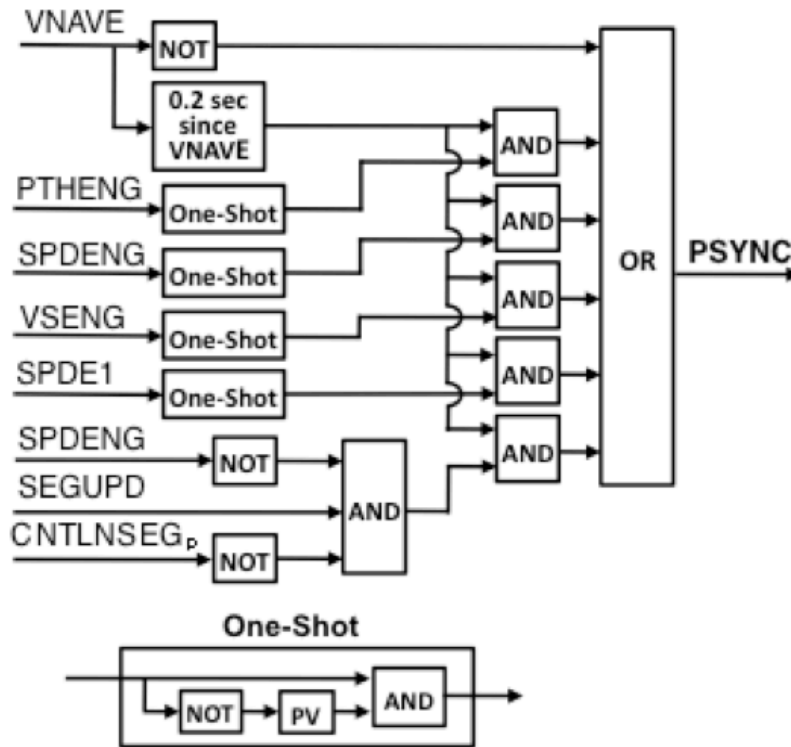 VNAVE
NOT
0.2 sec
since
VNAVE
AND
PTHENG
One-Shot
AND
SPDENG
One-Shot
OR
PSYNC
AND
VSENG
One-Shot
SPDE1
One-Shot
AND
SPDENG
NOT
AND
SEGUPD
AND
CNTLNSEGp
NOT
One-Shot
NOT
PV
AND